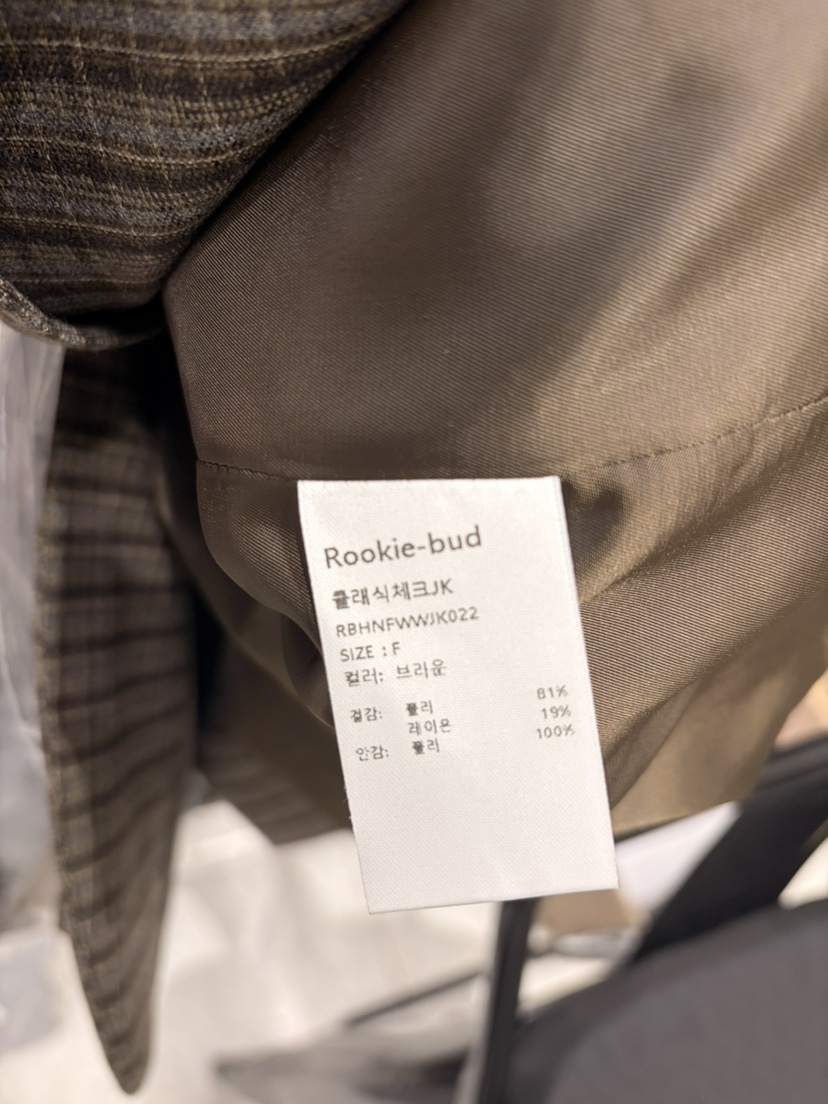 Rookie-bud
클래식체크JK
RBHNFWWJK022
SIZE : F
컬러: 브라운
겉감: 폴리 81%
레이온 19%
안감: 폴리 100%